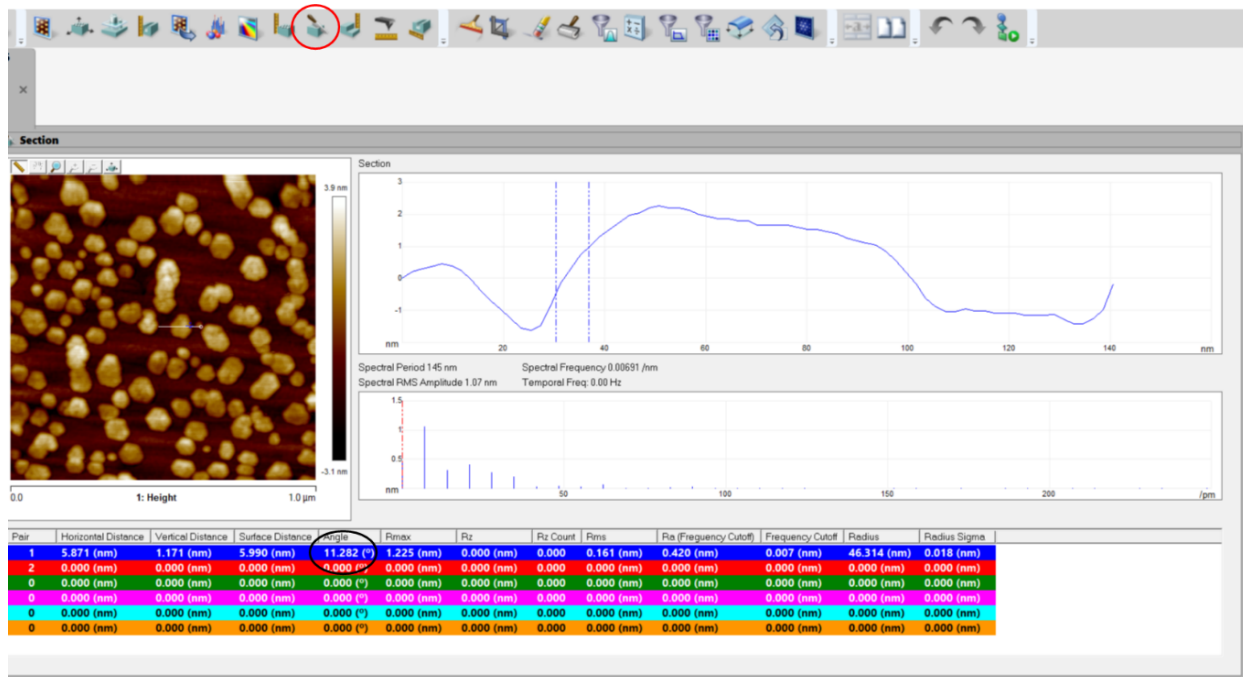 Section
Section
3.9 nm
-3.1 nm
0.0 1: Height 1.0 µm
3
2
1
0
-1
nm 20 40 60 80 100 120 140 nm
Spectral Period 145 nm Spectral Frequency 0.00691 /nm
Spectral RMS Amplitude 1.07 nm Temporal Freq: 0.00 Hz
1.5
1
0.5
nm 50 100 150 200 /µm
Pair Horizontal Distance Vertical Distance Surface Distance Angle Rmax Rz Rz Count Rms Ra (Freguency Cutoff) Frequency Cutoff Radius Radius Sigma
1 5.871 (nm) 1.171 (nm) 5.990 (nm) 11.282 (º) 1.225 (nm) 0.000 (nm) 0.000 0.161 (nm) 0.420 (nm) 0.007 (nm) 46.314 (nm) 0.018 (nm)
2 0.000 (nm) 0.000 (nm) 0.000 (nm) 0.000 (º) 0.000 (nm) 0.000 (nm) 0.000 0.000 (nm) 0.000 (nm) 0.000 (nm) 0.000 (nm) 0.000 (nm)
0 0.000 (nm) 0.000 (nm) 0.000 (nm) 0.000 (º) 0.000 (nm) 0.000 (nm) 0.000 0.000 (nm) 0.000 (nm) 0.000 (nm) 0.000 (nm) 0.000 (nm)
0 0.000 (nm) 0.000 (nm) 0.000 (nm) 0.000 (º) 0.000 (nm) 0.000 (nm) 0.000 0.000 (nm) 0.000 (nm) 0.000 (nm) 0.000 (nm) 0.000 (nm)
0 0.000 (nm) 0.000 (nm) 0.000 (nm) 0.000 (º) 0.000 (nm) 0.000 (nm) 0.000 0.000 (nm) 0.000 (nm) 0.000 (nm) 0.000 (nm) 0.000 (nm)
0 0.000 (nm) 0.000 (nm) 0.000 (nm) 0.000 (º) 0.000 (nm) 0.000 (nm) 0.000 0.000 (nm) 0.000 (nm) 0.000 (nm) 0.000 (nm) 0.000 (nm)